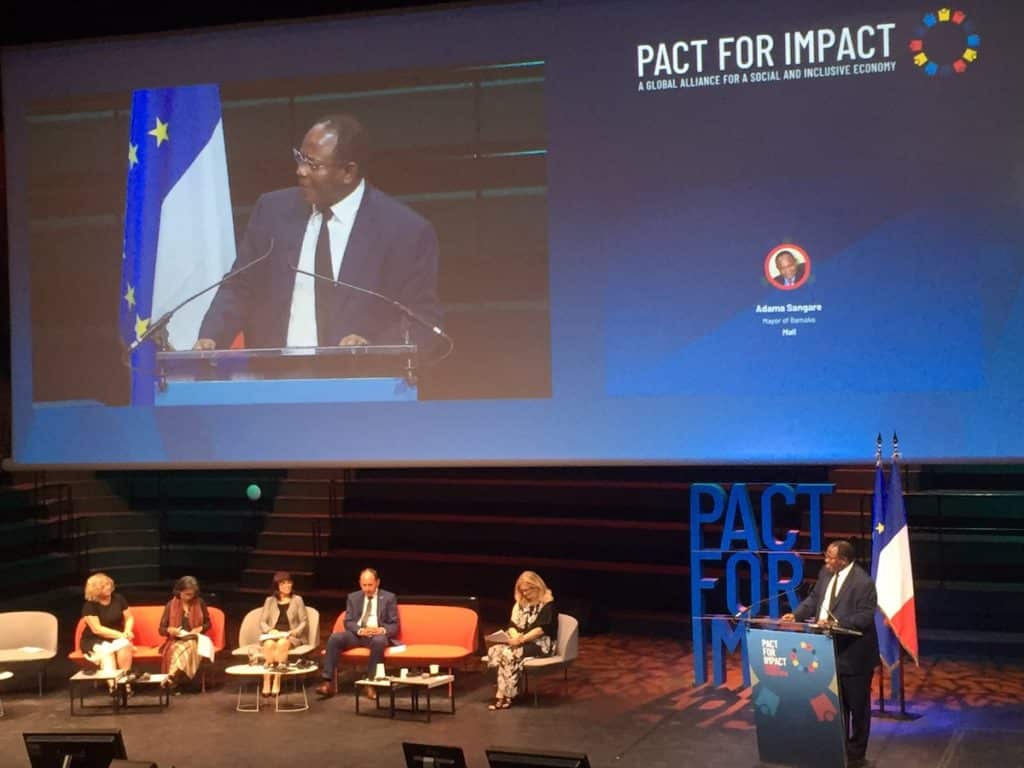 PACT FOR IMPACT
A GLOBAL ALLIANCE FOR A SOCIAL AND INCLUSIVE ECONOMY
Adama Sangare
Mayor of Bamako
Mali
PACT
FOR
IM
PACT
FOR
IMPACT